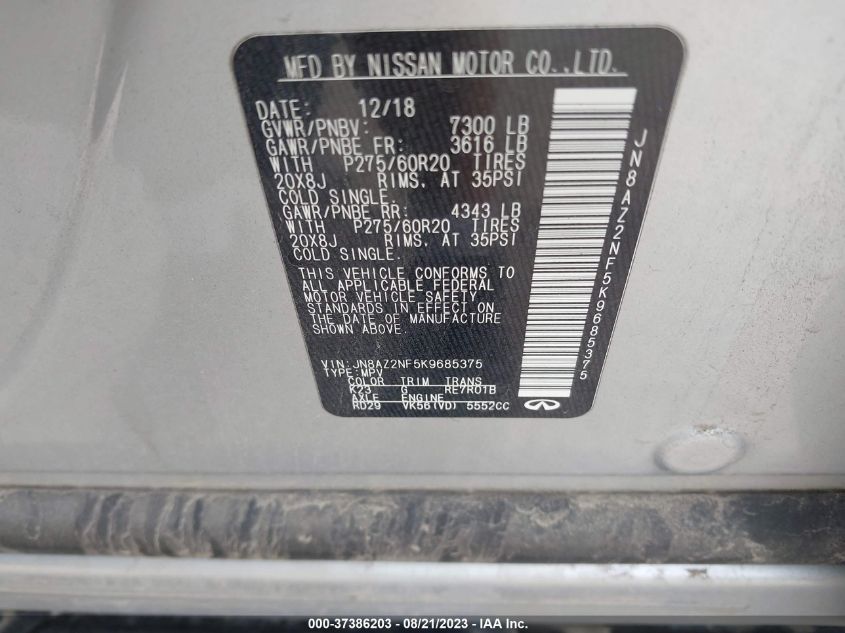 MFD BY NISSAN MOTOR CO.,LTD.
DATE: 12/18
GVWR/PNBV: 7300 LB
GAWR/PNBE FR: 3616 LB
WITH P275/60R20 TIRES
20X8J RIMS, AT 35PSI
COLD SINGLE.
GAWR/PNBE RR: 4343 LB
WITH P275/60R20 TIRES
20X8J RIMS, AT 35PSI
COLD SINGLE.
THIS VEHICLE CONFORMS TO
ALL APPLICABLE FEDERAL
MOTOR VEHICLE SAFETY
STANDARDS IN EFFECT ON
THE DATE OF MANUFACTURE
SHOWN ABOVE.
VIN:JN8AZ2NF5K9685375
TYPE:MPV
COLOR TRIM TRANS
K23 G RE7R01B
AXLE ENGINE
RD29 VK56(VD) 5552CC
JN8AZ2NF5K9685375
000-37386203 - 08/21/2023 - IAA Inc.